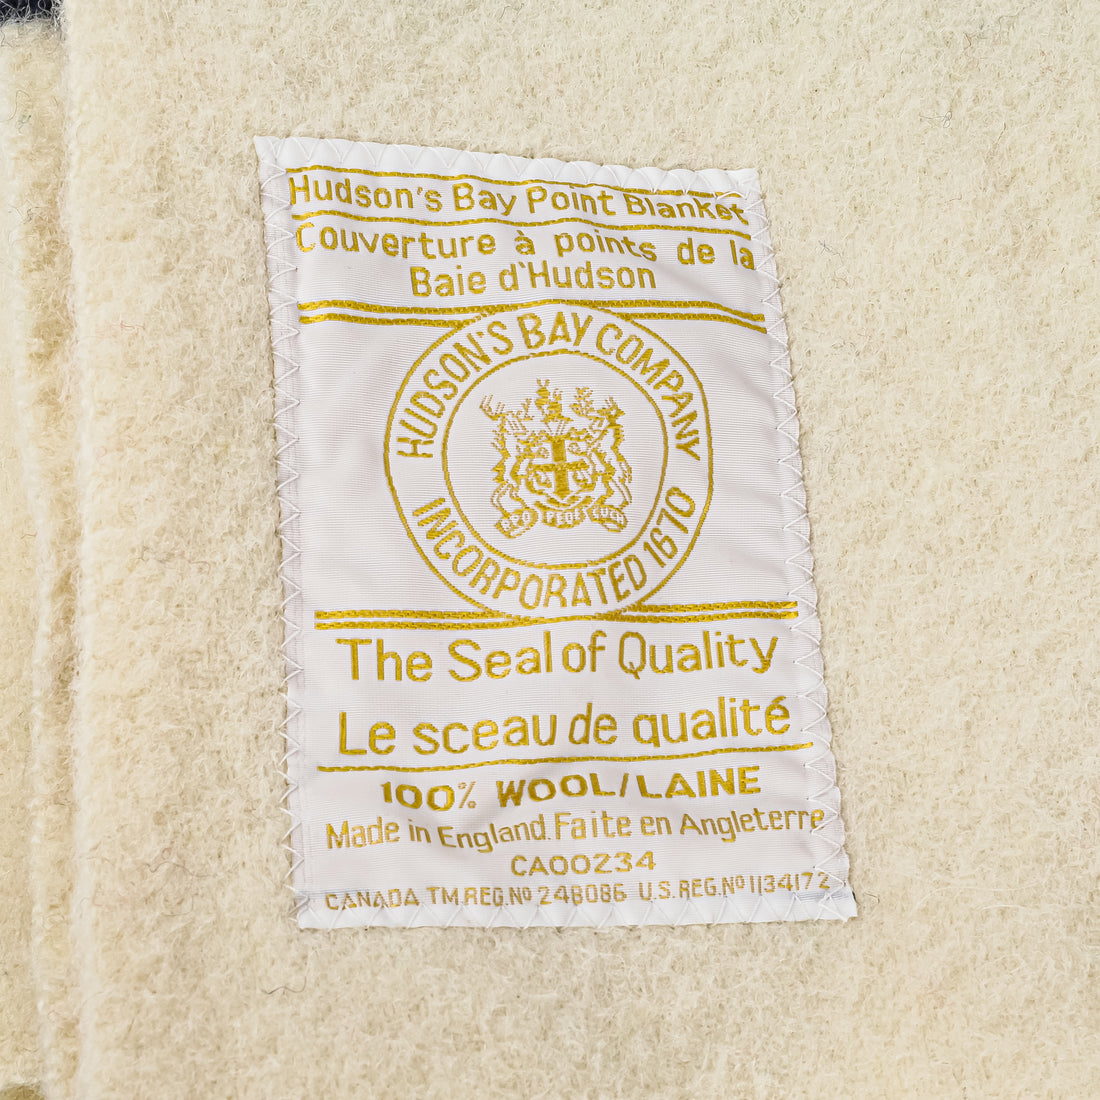 Hudson's Bay Point Blanket
Couverture à points de la
Baie d'Hudson
HUDSON'S BAY COMPANY
INCORPORATED 1670
The Seal of Quality
Le sceau de qualité
100% WOOL/LAINE
Made in England. Faite en Angleterre
CA00234
CANADA T.M.REG.Nº 248086 U.S.REG.Nº 1134172